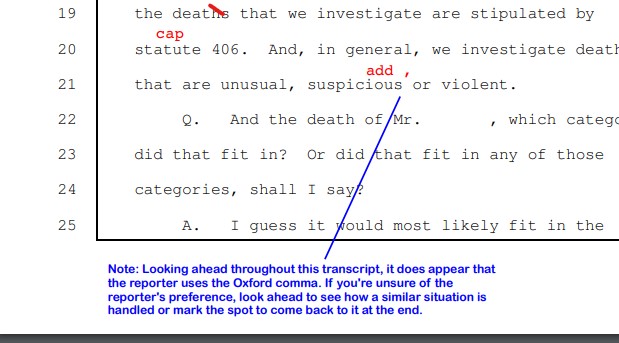 19 the deaths that we investigate are stipulated by
cap
20 statute 406. And, in general, we investigate death
add ,
21 that are unusual, suspicious or violent.
22 Q. And the death of Mr. , which catego
23 did that fit in? Or did that fit in any of those
24 categories, shall I say?
25 A. I guess it would most likely fit in the
Note: Looking ahead throughout this transcript, it does appear that
the reporter uses the Oxford comma. If you're unsure of the
reporter's preference, look ahead to see how a similar situation is
handled or mark the spot to come back to it at the end.